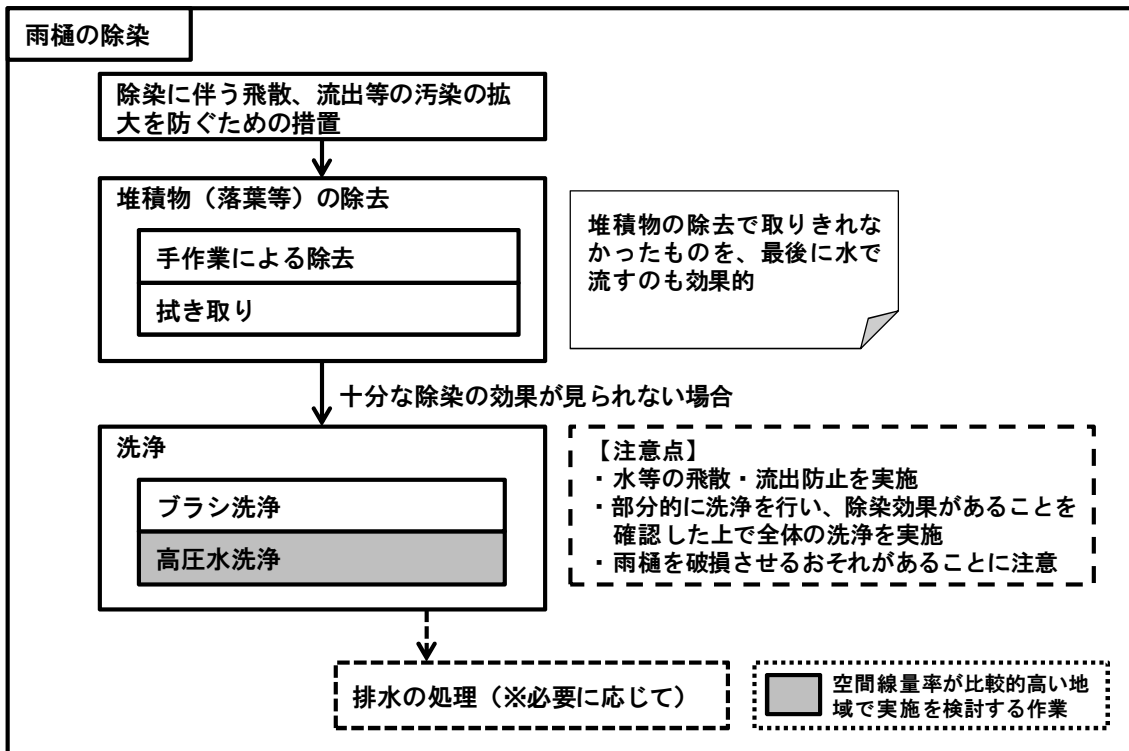 雨樋の除染
除染に伴う飛散、流出等の汚染の拡
大を防ぐための措置
堆積物（落葉等）の除去
手作業による除去
拭き取り
堆積物の除去で取りきれな
かったものを、最後に水で
流すのも効果的
十分な除染の効果が見られない場合
洗浄
ブラシ洗浄
高圧水洗浄
【注意点】
・水等の飛散・流出防止を実施
・部分的に洗浄を行い、除染効果があることを
確認した上で全体の洗浄を実施
・雨樋を破損させるおそれがあることに注意
排水の処理（※必要に応じて）
空間線量率が比較的高い地
域で実施を検討する作業